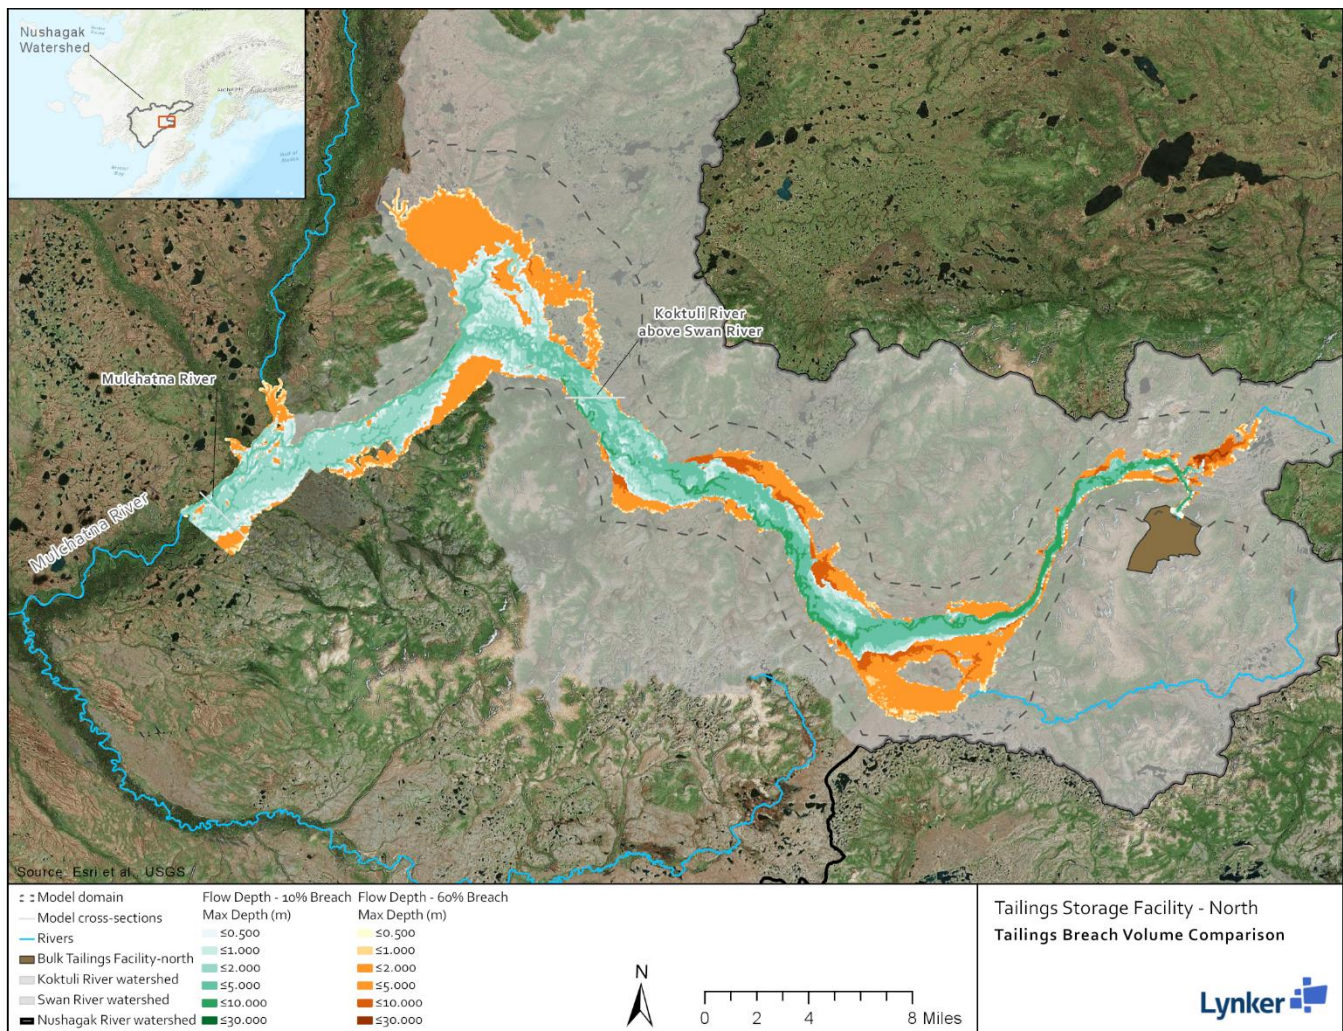 Nushagak
Watershed
Koktuli River
above Swan River
Mulchatna River
Mulchatna River
Source: Esri et al., USGS
Model domain
Model cross-sections
Rivers
Bulk Tailings Facility-north
Koktuli River watershed
Swan River watershed
Nushagak River watershed
Flow Depth - 10% Breach
Max Depth (m)
≤0.500
≤1.000
≤2.000
≤5.000
≤10.000
≤30.000
Flow Depth - 60% Breach
Max Depth (m)
≤0.500
≤1.000
≤2.000
≤5.000
≤10.000
≤30.000
N
0 2 4 8 Miles
Tailings Storage Facility - North
Tailings Breach Volume Comparison
Lynker